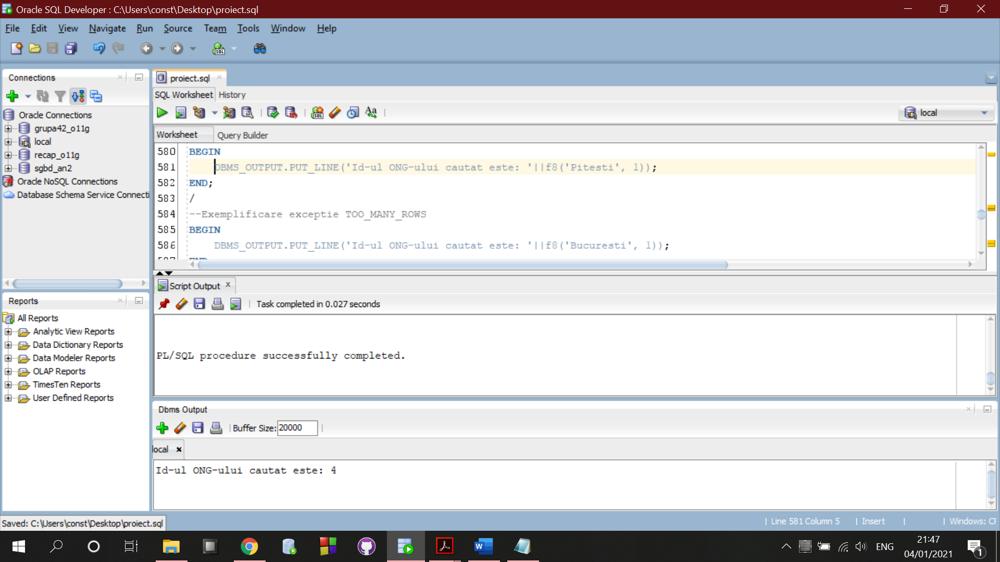 Oracle SQL Developer : C:\Users\const\Desktop\proiect.sql
File Edit View Navigate Run Source Team Tools Window Help
Connections
Oracle Connections
grupa42_o11g
local
recap_o11g
sgbd_an2
Oracle NoSQL Connections
Database Schema Service Connecti
Reports
All Reports
Analytic View Reports
Data Dictionary Reports
Data Modeler Reports
OLAP Reports
TimesTen Reports
User Defined Reports
proiect.sql
SQL Worksheet History
local
Worksheet Query Builder
580 BEGIN
581 DBMS_OUTPUT.PUT_LINE('Id-ul ONG-ului cautat este: '||f8('Pitesti', 1));
582 END;
583 /
584 --Exemplificare exceptie TOO_MANY_ROWS
585 BEGIN
586 DBMS_OUTPUT.PUT_LINE('Id-ul ONG-ului cautat este: '||f8('Bucuresti', 1));
Script Output
Task completed in 0.027 seconds
PL/SQL procedure successfully completed.
Dbms Output
Buffer Size: 20000
local
Id-ul ONG-ului cautat este: 4
Saved: C:\Users\const\Desktop\proiect.sql
Line 581 Column 5 Insert Windows:
ENG
21:47
04/01/2021
1